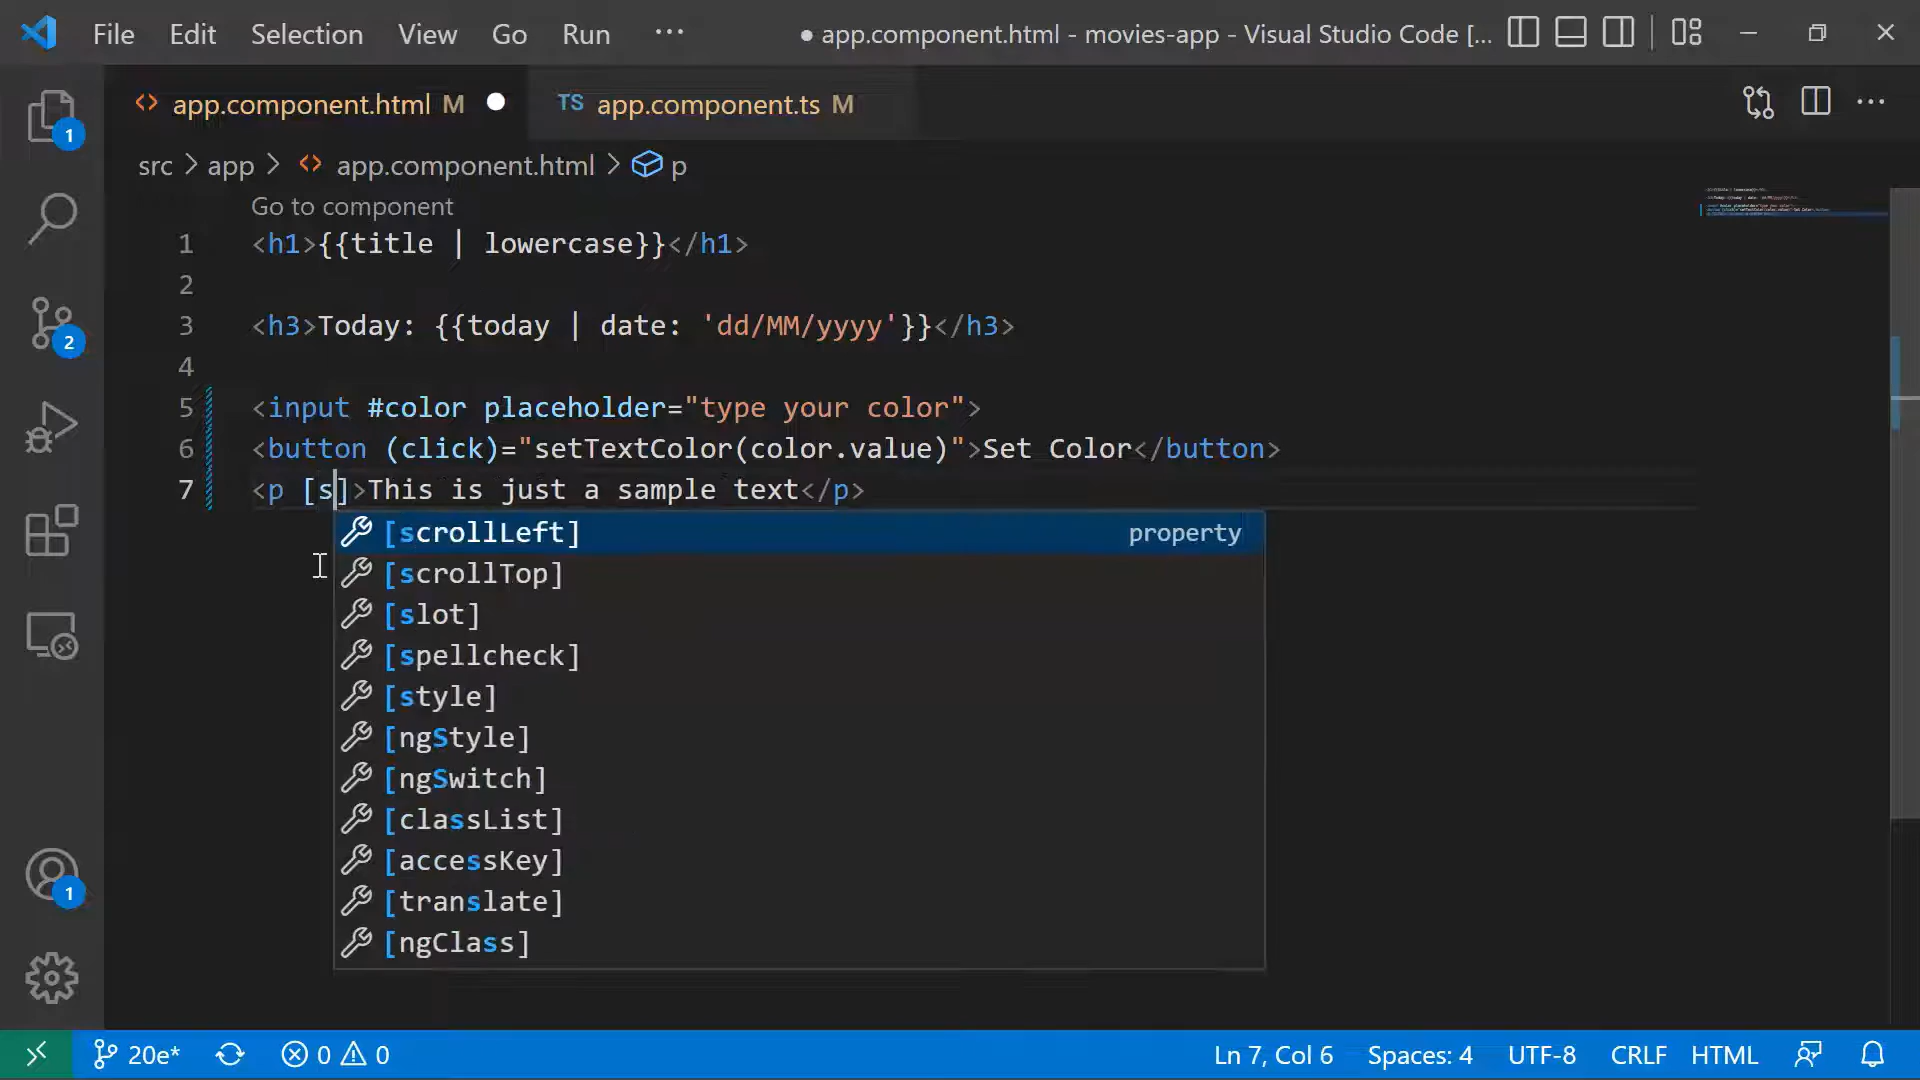 File Edit Selection View Go Run ··· ● app.component.html - movies-app - Visual Studio Code [...
app.component.html M ● TS app.component.ts M ···
src > app > <> app.component.html > p
Go to component
1 <h1>{{title | lowercase}}</h1>
2
3 <h3>Today: {{today | date: 'dd/MM/yyyy'}}</h3>
4
5 <input #color placeholder="type your color">
6 <button (click)="setTextColor(color.value)">Set Color</button>
7 <p [s]>This is just a sample text</p>
[scrollLeft] property
[scrollTop]
[slot]
[spellcheck]
[style]
[ngStyle]
[ngSwitch]
[classList]
[accessKey]
[translate]
[ngClass]
1
2
1
20e* 0 0 Ln 7, Col 6 Spaces: 4 UTF-8 CRLF HTML